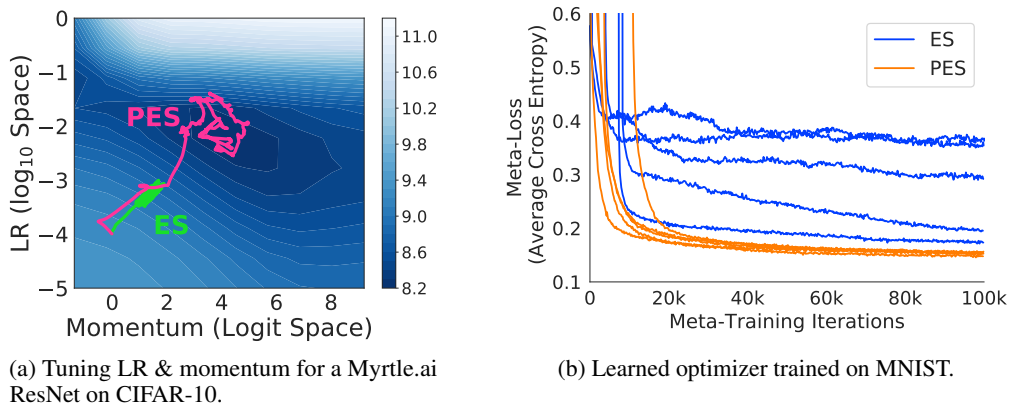 0
−1
−2
−3
−4
−5
LR (log10 Space)
PES
ES
0 2 4 6 8
Momentum (Logit Space)
11.0
10.6
10.2
9.8
9.4
9.0
8.6
8.2
(a) Tuning LR & momentum for a Myrtle.ai
ResNet on CIFAR-10.
0.6
0.5
0.4
0.3
0.2
0.1
Meta-Loss
(Average Cross Entropy)
ES
PES
0 20k 40k 60k 80k 100k
Meta-Training Iterations
(b) Learned optimizer trained on MNIST.